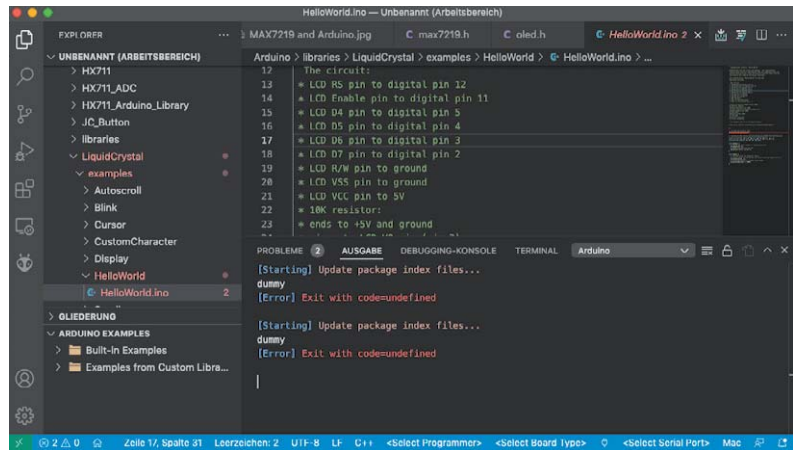 HelloWorld.ino — Unbenannt (Arbeitsbereich)
EXPLORER
MAX7219 and Arduino.jpg
C max7219.h
C oled.h
HelloWorld.ino 2
UNBENANNT (ARBEITSBEREICH)
HX711
HX711_ADC
HX711_Arduino_Library
JC_Button
libraries
LiquidCrystal
examples
Autoscroll
Blink
Cursor
CustomCharacter
Display
HelloWorld
HelloWorld.ino 2
GLIEDERUNG
ARDUINO EXAMPLES
Built-in Examples
Examples from Custom Libra...
Arduino > libraries > LiquidCrystal > examples > HelloWorld > HelloWorld.ino > ...
12 The circuit:
13 * LCD RS pin to digital pin 12
14 * LCD Enable pin to digital pin 11
15 * LCD D4 pin to digital pin 5
16 * LCD D5 pin to digital pin 4
17 * LCD D6 pin to digital pin 3
18 * LCD D7 pin to digital pin 2
19 * LCD R/W pin to ground
20 * LCD VSS pin to ground
21 * LCD VCC pin to 5V
22 * 10K resistor:
23 * ends to +5V and ground
PROBLEME 2 AUSGABE DEBUGGING-KONSOLE TERMINAL Arduino
[Starting] Update package index files...
dummy
[Error] Exit with code=undefined
[Starting] Update package index files...
dummy
[Error] Exit with code=undefined
2 0 Zeile 17, Spalte 31 Leerzeichen: 2 UTF-8 LF C++ <Select Programmer> <Select Board Type> <Select Serial Port> Mac